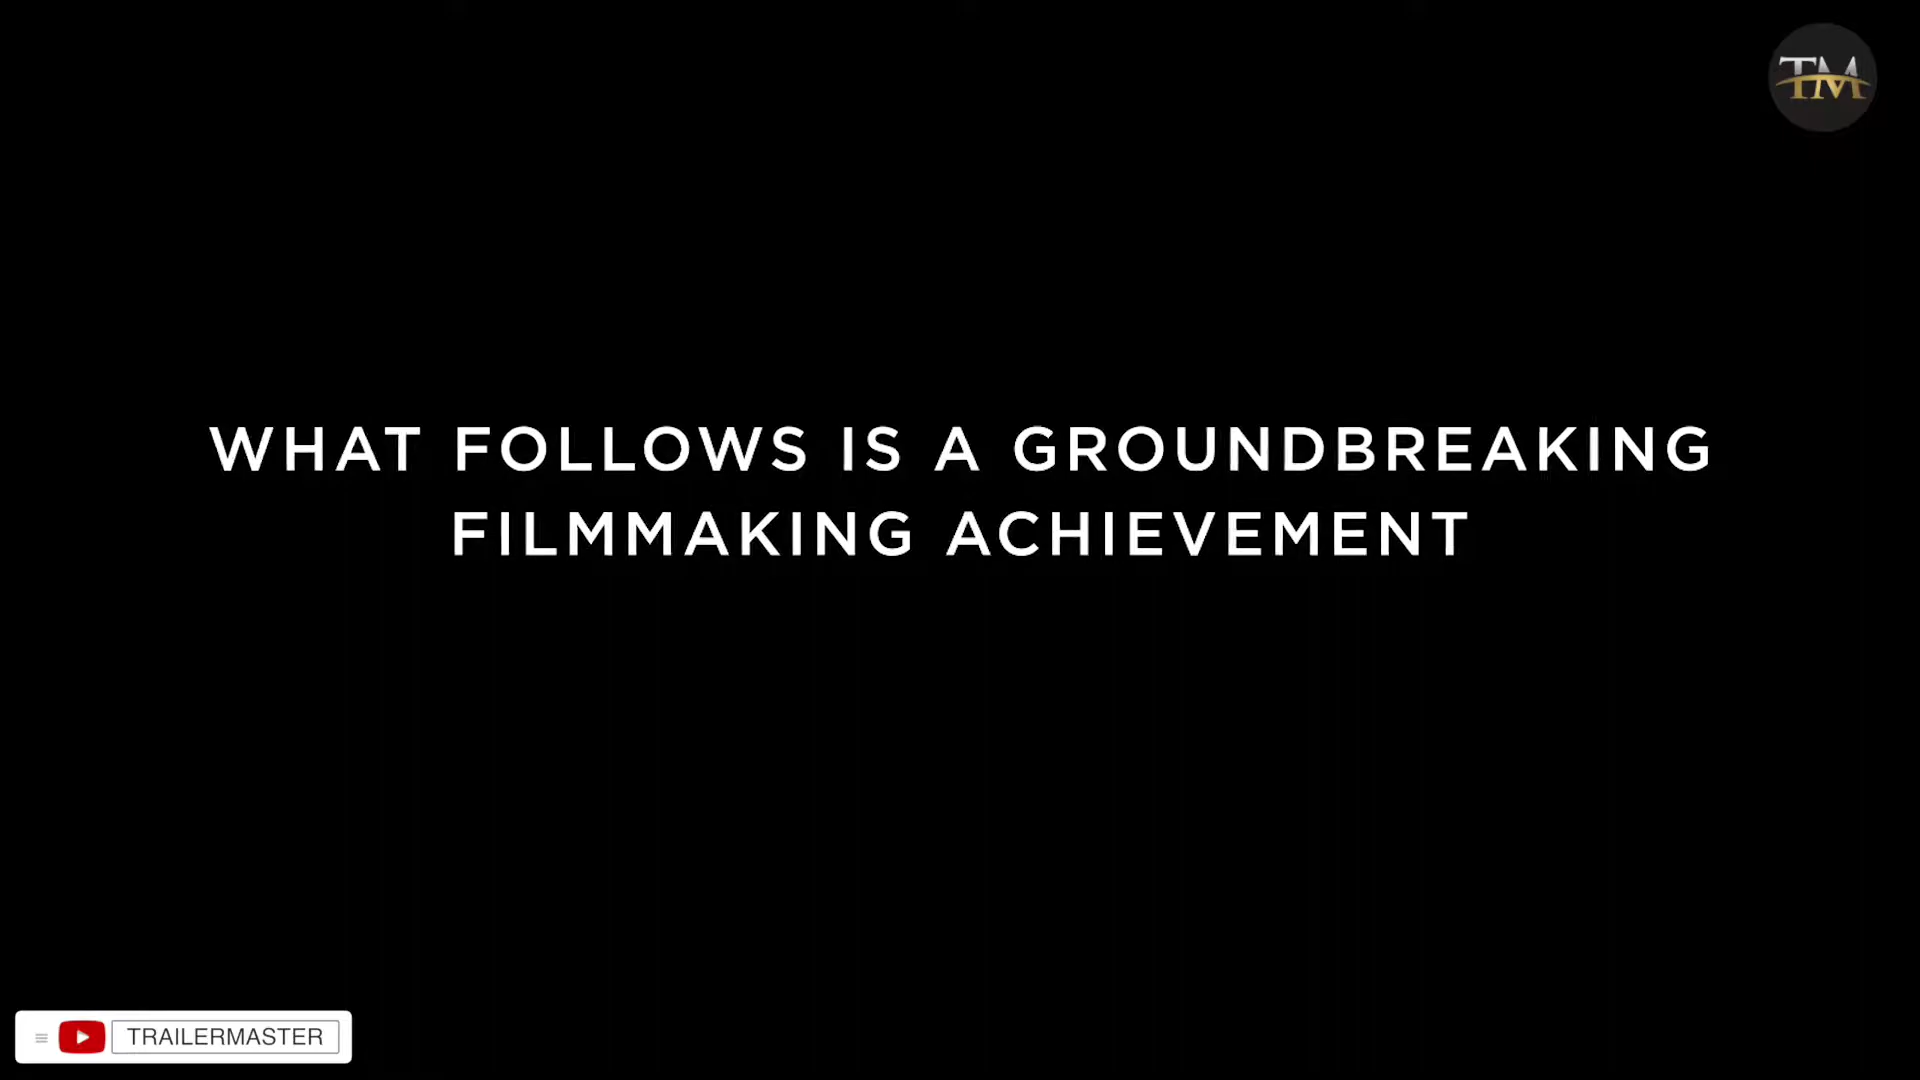 TM
WHAT FOLLOWS IS A GROUNDBREAKING
FILMMAKING ACHIEVEMENT
TRAILERMASTER